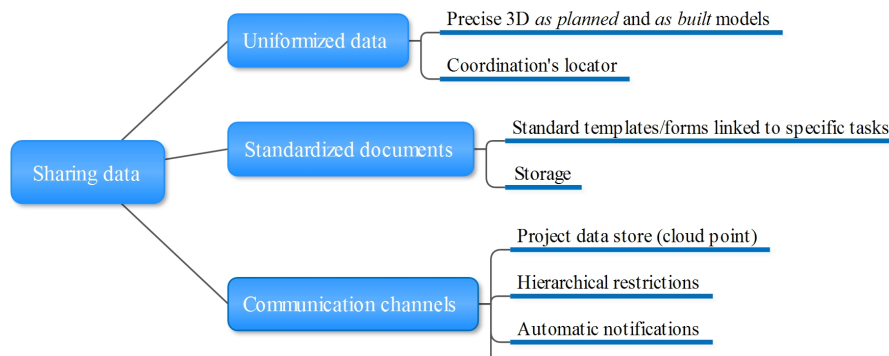 Sharing data
Uniformized data
Precise 3D as planned and as built models
Coordination's locator
Standardized documents
Standard templates/forms linked to specific tasks
Storage
Communication channels
Project data store (cloud point)
Hierarchical restrictions
Automatic notifications